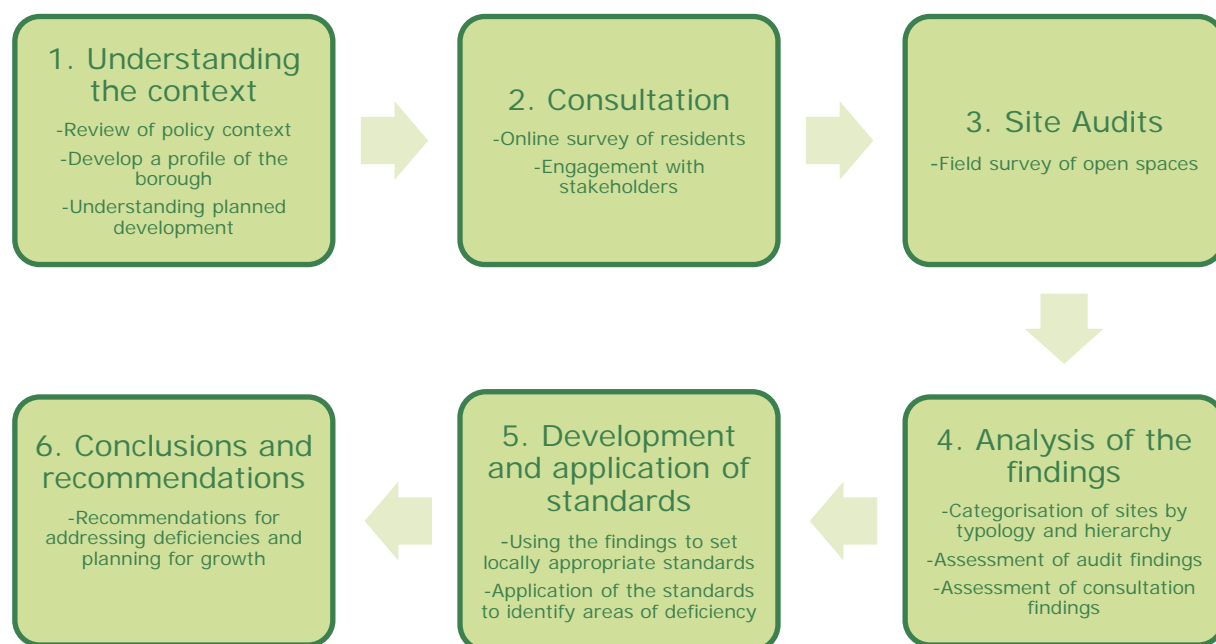 1. Understanding
the context
-Review of policy context
-Develop a profile of the
borough
-Understanding planned
development
2. Consultation
-Online survey of residents
-Engagement with
stakeholders
3. Site Audits
-Field survey of open spaces
4. Analysis of the
findings
-Categorisation of sites by
typology and hierarchy
-Assessment of audit findings
-Assessment of consultation
findings
5. Development
and application of
standards
-Using the findings to set
locally appropriate standards
-Application of the standards
to identify areas of deficiency
6. Conclusions and
recommendations
-Recommendations for
addressing deficiencies and
planning for growth